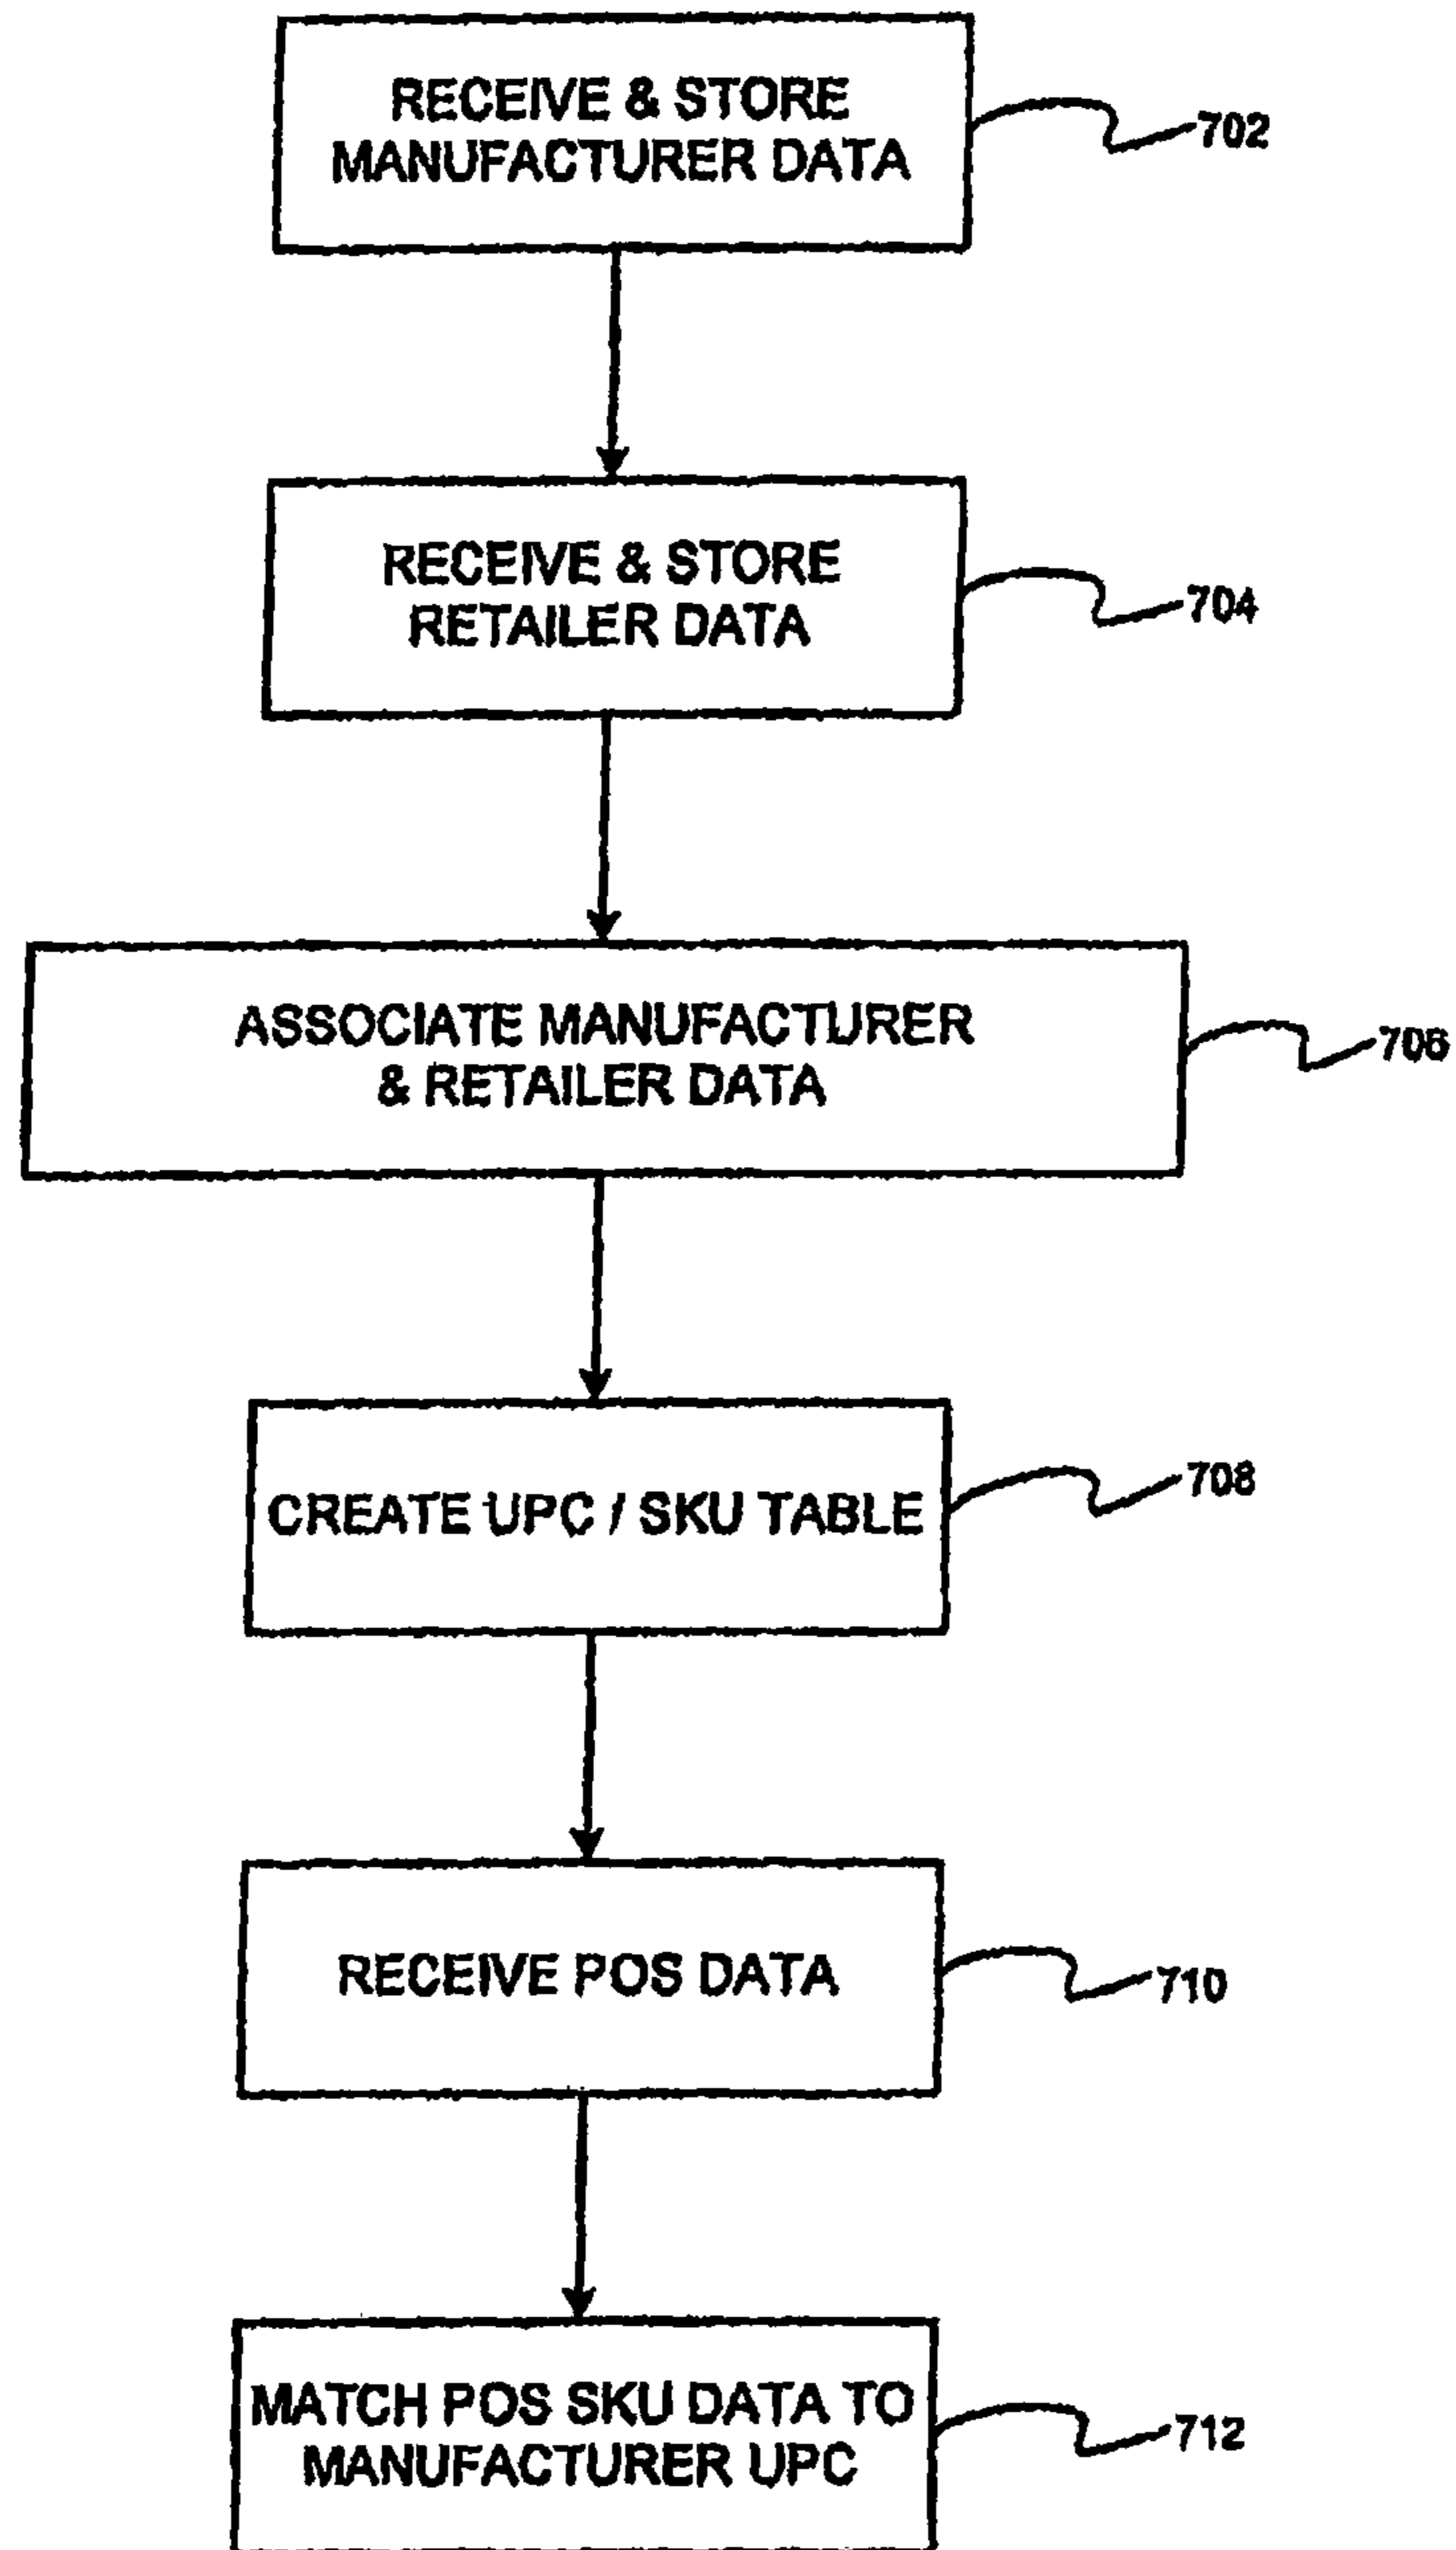 RECEIVE & STORE
MANUFACTURER DATA
702
RECEIVE & STORE
RETAILER DATA
704
ASSOCIATE MANUFACTURER
& RETAILER DATA
706
CREATE UPC / SKU TABLE
708
RECEIVE POS DATA
710
MATCH POS SKU DATA TO
MANUFACTURER UPC
712